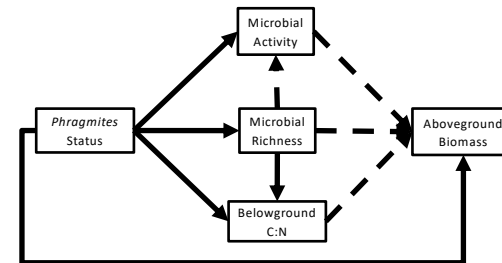 Microbial
Activity
Phragmites
Status
Microbial
Richness
Aboveground
Biomass
Belowground
C:N